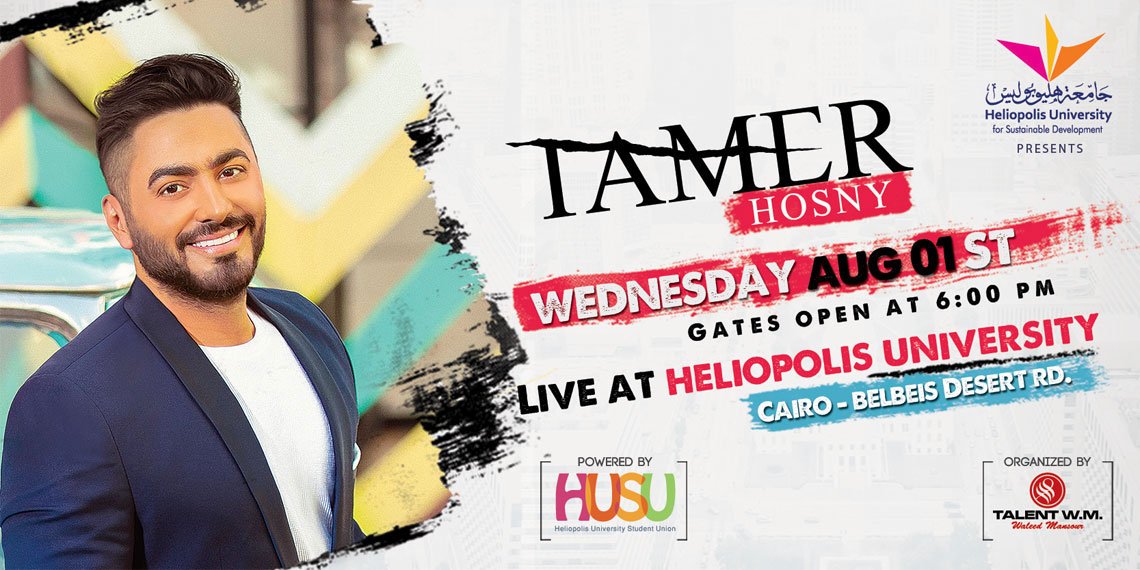 جامعة هليوبوليس
Heliopolis University
for Sustainable Development
PRESENTS
TAMER
HOSNY
WEDNESDAY AUG 01 ST
GATES OPEN AT 6:00 PM
LIVE AT HELIOPOLIS UNIVERSITY
CAIRO - BELBEIS DESERT RD.
POWERED BY
HUSU
Heliopolis University Student Union
ORGANIZED BY
TALENT W.M.
Waleed Mansour